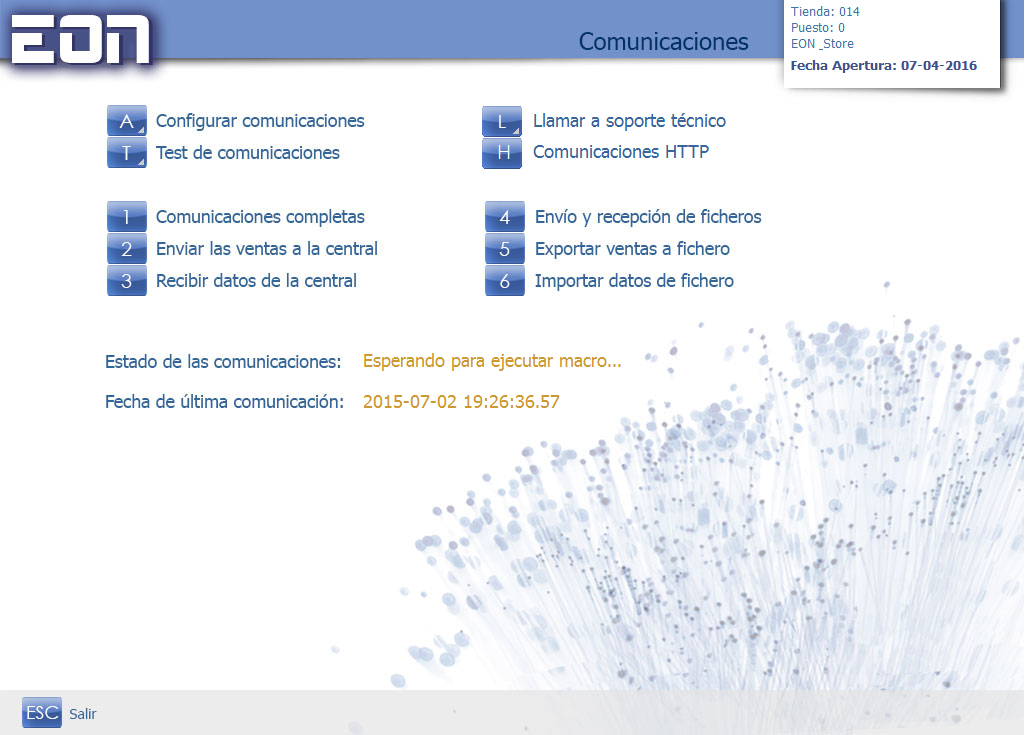 EON
Comunicaciones
Tienda: 014
Puesto: 0
EON _Store
Fecha Apertura: 07-04-2016
A Configurar comunicaciones
T Test de comunicaciones
L Llamar a soporte técnico
H Comunicaciones HTTP
1 Comunicaciones completas
2 Enviar las ventas a la central
3 Recibir datos de la central
4 Envío y recepción de ficheros
5 Exportar ventas a fichero
6 Importar datos de fichero
Estado de las comunicaciones: Esperando para ejecutar macro...
Fecha de última comunicación: 2015-07-02 19:26:36.57
ESC Salir